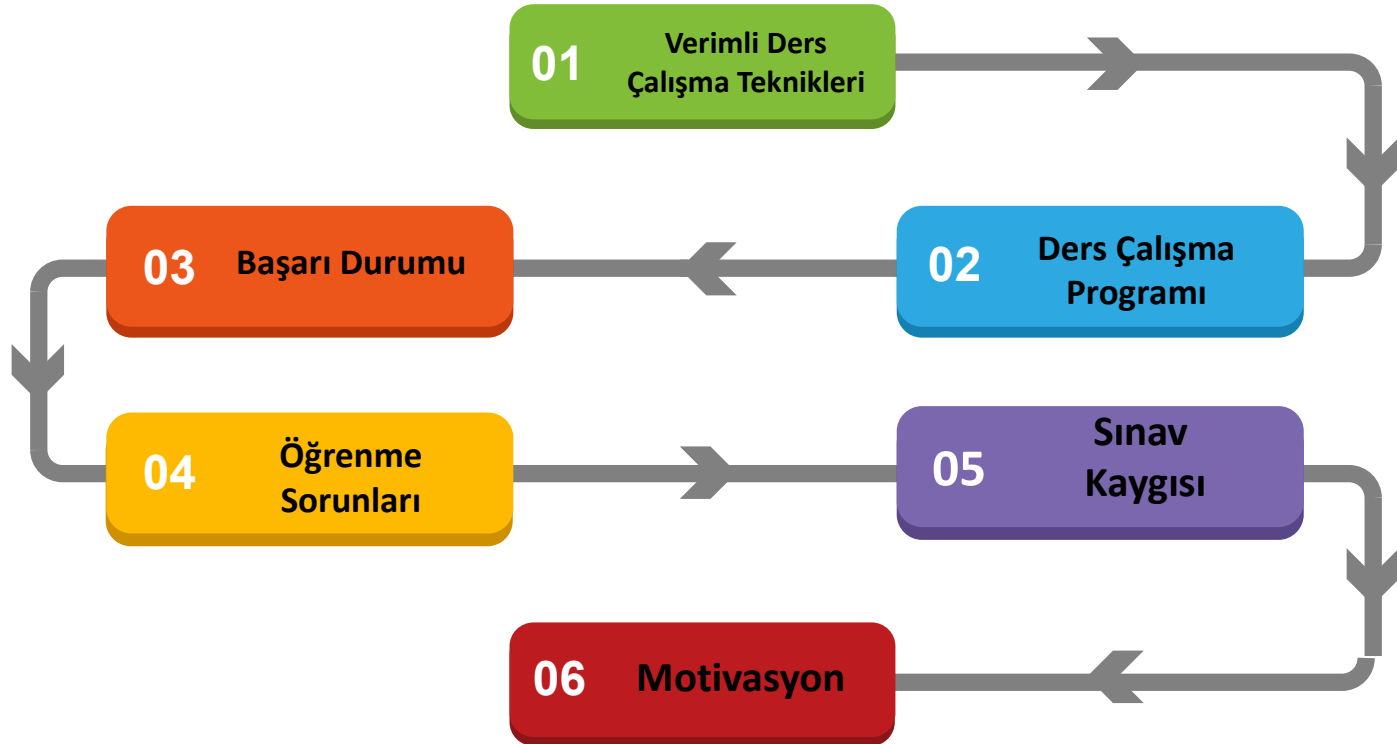 01
Verimli Ders
Çalışma Teknikleri
02
Ders Çalışma
Programı
03
Başarı Durumu
04
Öğrenme
Sorunları
05
Sınav
Kaygısı
06
Motivasyon